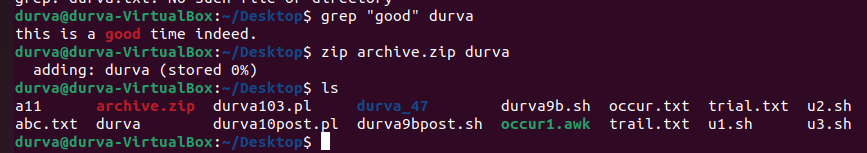 grep: durva.txt: No such file or directory
durva@durva-VirtualBox:~/Desktop$ grep "good" durva
this is a good time indeed.
durva@durva-VirtualBox:~/Desktop$ zip archive.zip durva
  adding: durva (stored 0%)
durva@durva-VirtualBox:~/Desktop$ ls
a11      archive.zip  durva103.pl     durva_47        durva9b.sh  occur.txt  trial.txt  u2.sh
abc.txt  durva        durva10post.pl  durva9bpost.sh  occur1.awk  trail.txt  u1.sh      u3.sh
durva@durva-VirtualBox:~/Desktop$